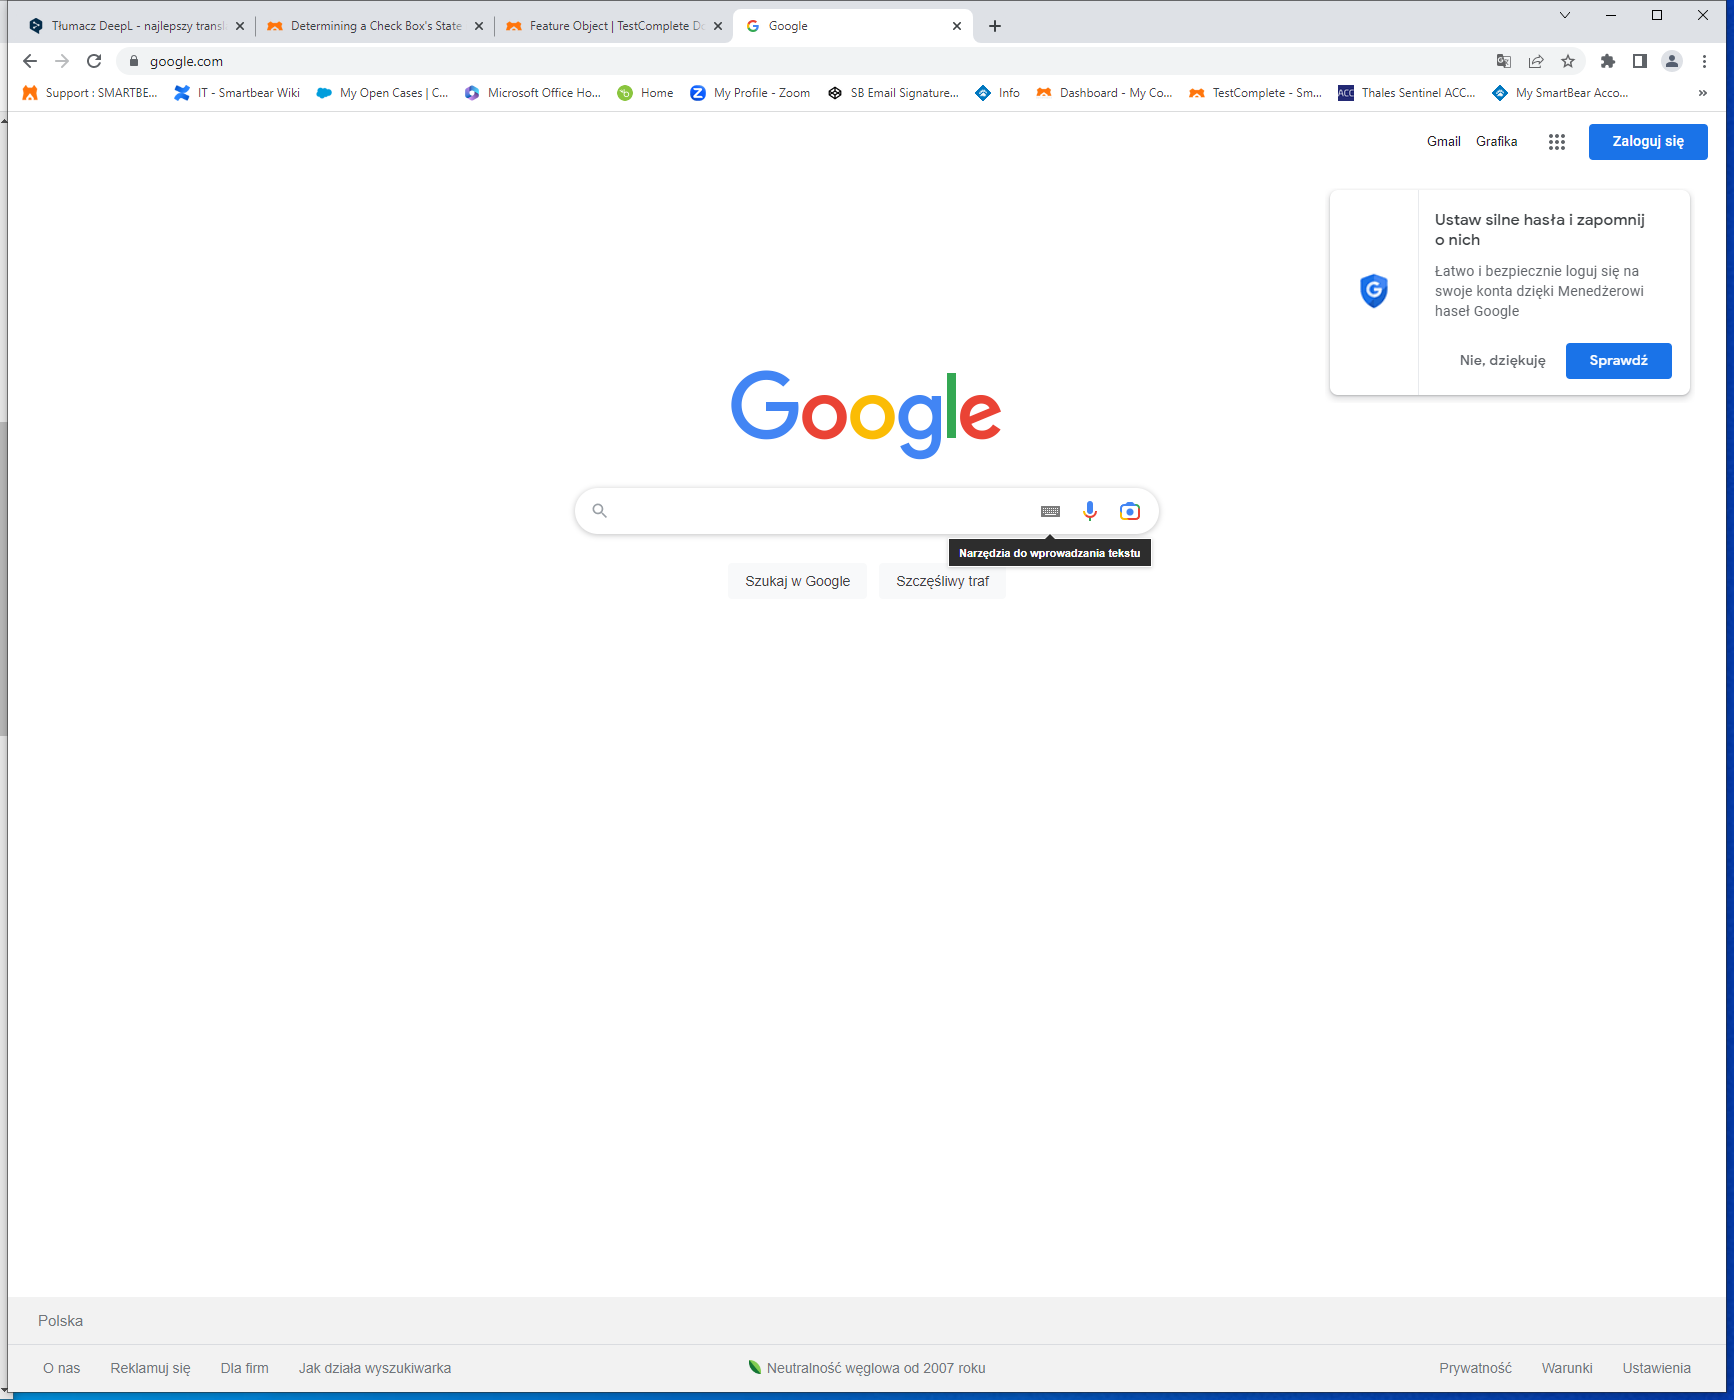 Tłumacz DeepL - najlepszy transl
Determining a Check Box's State
Feature Object | TestComplete Do
Google
google.com
Support : SMARTBE...
IT - Smartbear Wiki
My Open Cases | C...
Microsoft Office Ho...
Home
My Profile - Zoom
SB Email Signature...
Info
Dashboard - My Co...
TestComplete - Sm...
ACC
Thales Sentinel ACC...
My SmartBear Acco...
»
Gmail
Grafika
Zaloguj się
Ustaw silne hasła i zapomnij
o nich
Łatwo i bezpiecznie loguj się na
swoje konta dzięki Menedżerowi
haseł Google
Nie, dziękuję
Sprawdź
Google
Narzędzia do wprowadzania tekstu
Szukaj w Google
Szczęśliwy traf
Polska
O nas
Reklamuj się
Dla firm
Jak działa wyszukiwarka
Neutralność węglowa od 2007 roku
Prywatność
Warunki
Ustawienia